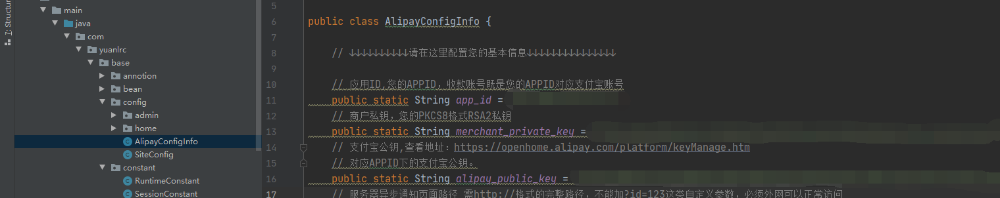 7: Structur
main
java
com
yuanlrc
base
annotion
bean
config
admin
home
AlipayConfigInfo
SiteConfig
constant
RuntimeConstant
SessionConstant
5
6 public class AlipayConfigInfo {
7
8 // ↓↓↓↓↓↓↓↓↓↓请在这里配置您的基本信息↓↓↓↓↓↓↓↓↓↓↓↓↓↓↓
9
10 // 应用ID,您的APPID，收款账号既是您的APPID对应支付宝账号
11 public static String app_id =
12 // 商户私钥，您的PKCS8格式RSA2私钥
13 public static String merchant_private_key =
14 // 支付宝公钥,查看地址：https://openhome.alipay.com/platform/keyManage.htm
15 // 对应APPID下的支付宝公钥。
16 public static String alipay_public_key =
17 // 服务器异步通知页面路径 需http://格式的完整路径，不能加?id=123这类自定义参数，必须外网可以正常访问